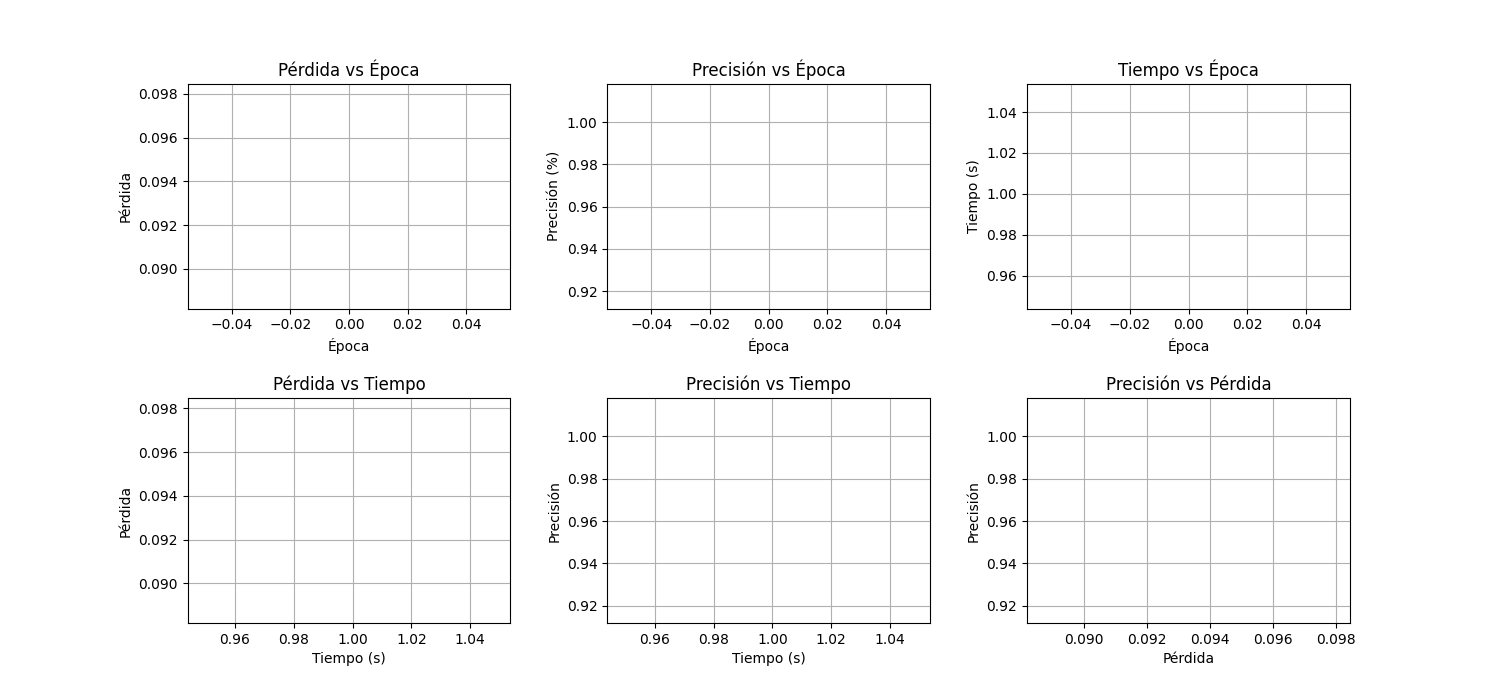 Pérdida vs Época
Precisión vs Época
Tiempo vs Época
0.098
0.096
0.094
0.092
0.090
Pérdida
−0.04 −0.02 0.00 0.02 0.04
Época
1.00
0.98
0.96
0.94
0.92
Precisión (%)
−0.04 −0.02 0.00 0.02 0.04
Época
1.04
1.02
1.00
0.98
0.96
Tiempo (s)
−0.04 −0.02 0.00 0.02 0.04
Época
Pérdida vs Tiempo
Precisión vs Tiempo
Precisión vs Pérdida
0.098
0.096
0.094
0.092
0.090
Pérdida
0.96 0.98 1.00 1.02 1.04
Tiempo (s)
1.00
0.98
0.96
0.94
0.92
Precisión
0.96 0.98 1.00 1.02 1.04
Tiempo (s)
1.00
0.98
0.96
0.94
0.92
Precisión
0.090 0.092 0.094 0.096 0.098
Pérdida